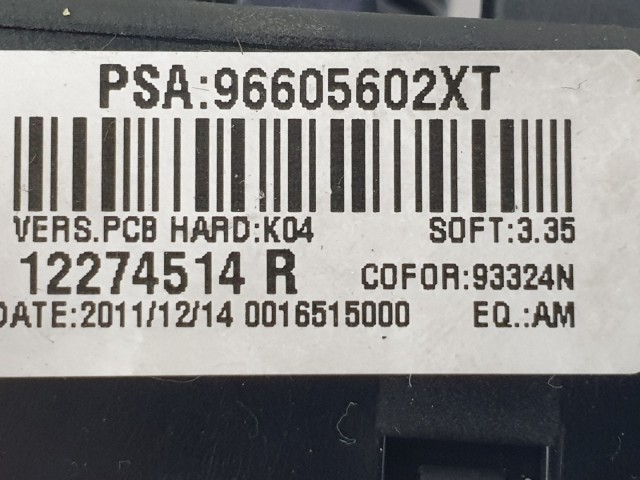 PSA:96605602XT
VERS.PCB HARD:K04 SOFT:3.35
12274514 R COFOR:93324N
DATE:2011/12/14 0016515000 EQ.:AM